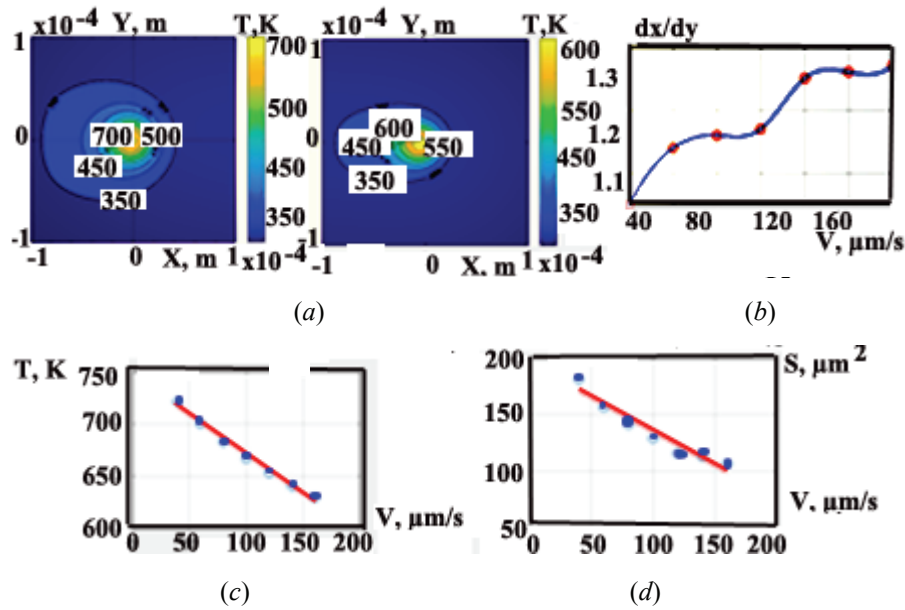 x10⁻⁴ Y, m T,K
1
0
-1
700 500
450
350
700
500
450
350
-1 0 1
X, m x10⁻⁴
x10⁻⁴ Y, m T,K
1
0
-1
600
450 550
350
600
550
450
350
-1 0 1
X, m x10⁻⁴
(a)
dx/dy
1.3
1.2
1.1
40 80 120 160
V, µm/s
(b)
T, K
750
700
650
600
0 50 100 150 200
V, µm/s
(c)
200 S, µm²
150
100
50
0 50 100 150 200
V, µm/s
(d)